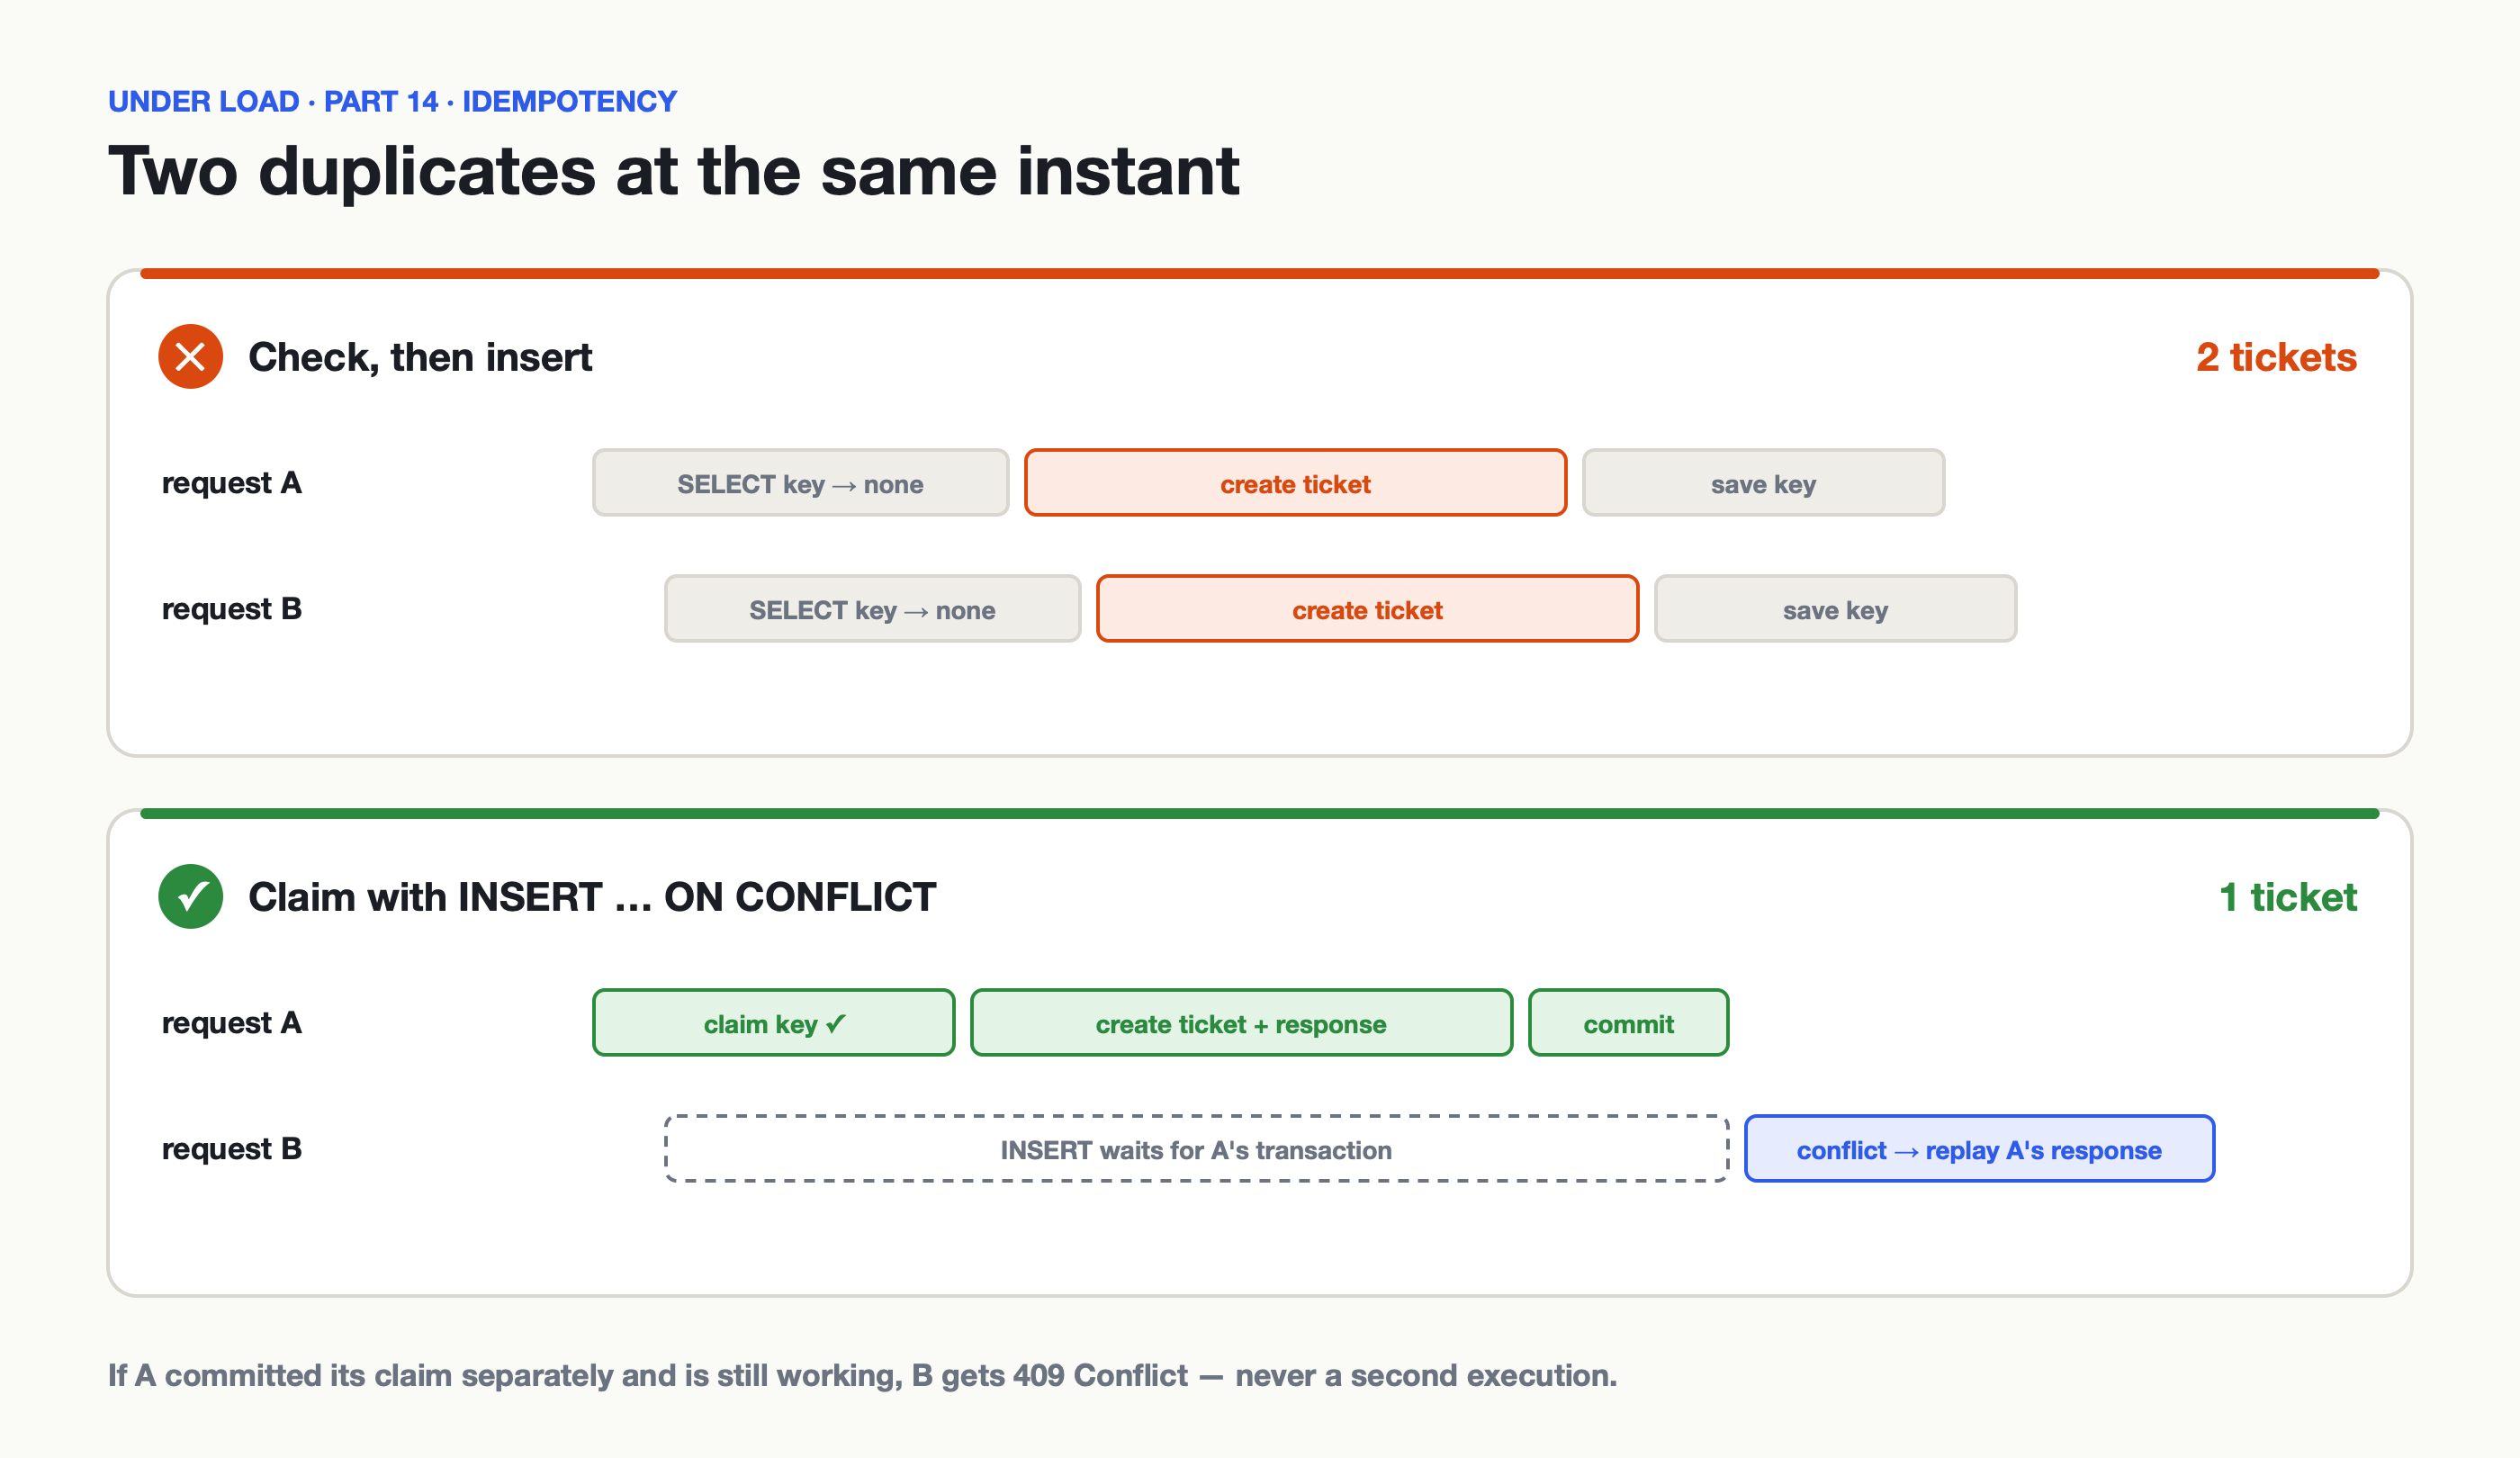 UNDER LOAD · PART 14 · IDEMPOTENCY
Two duplicates at the same instant
Check, then insert
2 tickets
request A
SELECT key → none
create ticket
save key
request B
SELECT key → none
create ticket
save key
Claim with INSERT … ON CONFLICT
1 ticket
request A
claim key ✓
create ticket + response
commit
request B
INSERT waits for A's transaction
conflict → replay A's response
If A committed its claim separately and is still working, B gets 409 Conflict — never a second execution.